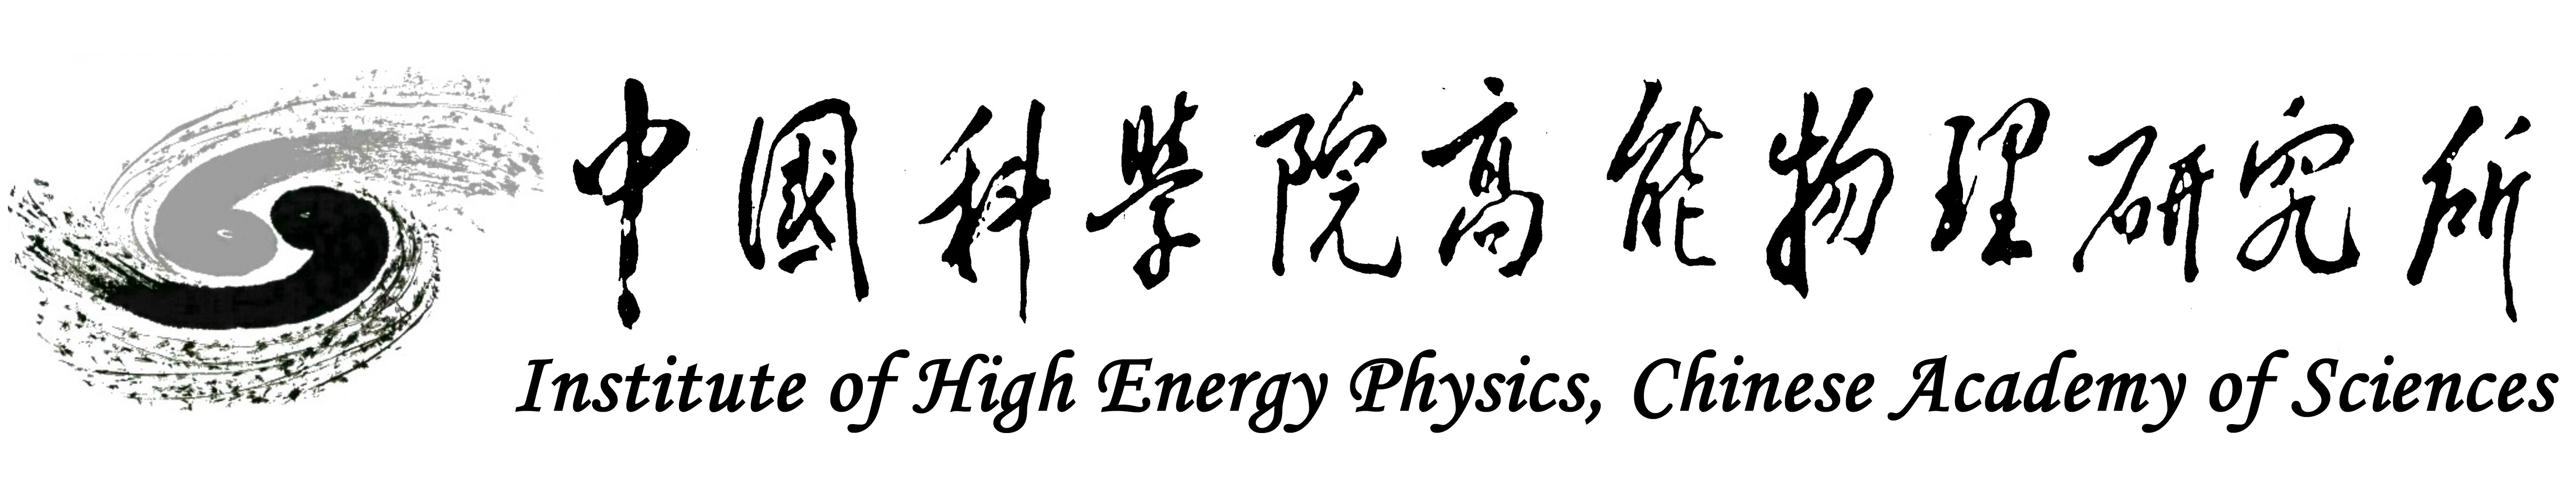 中國科學院高能物理研究所
Institute of High Energy Physics, Chinese Academy of Sciences